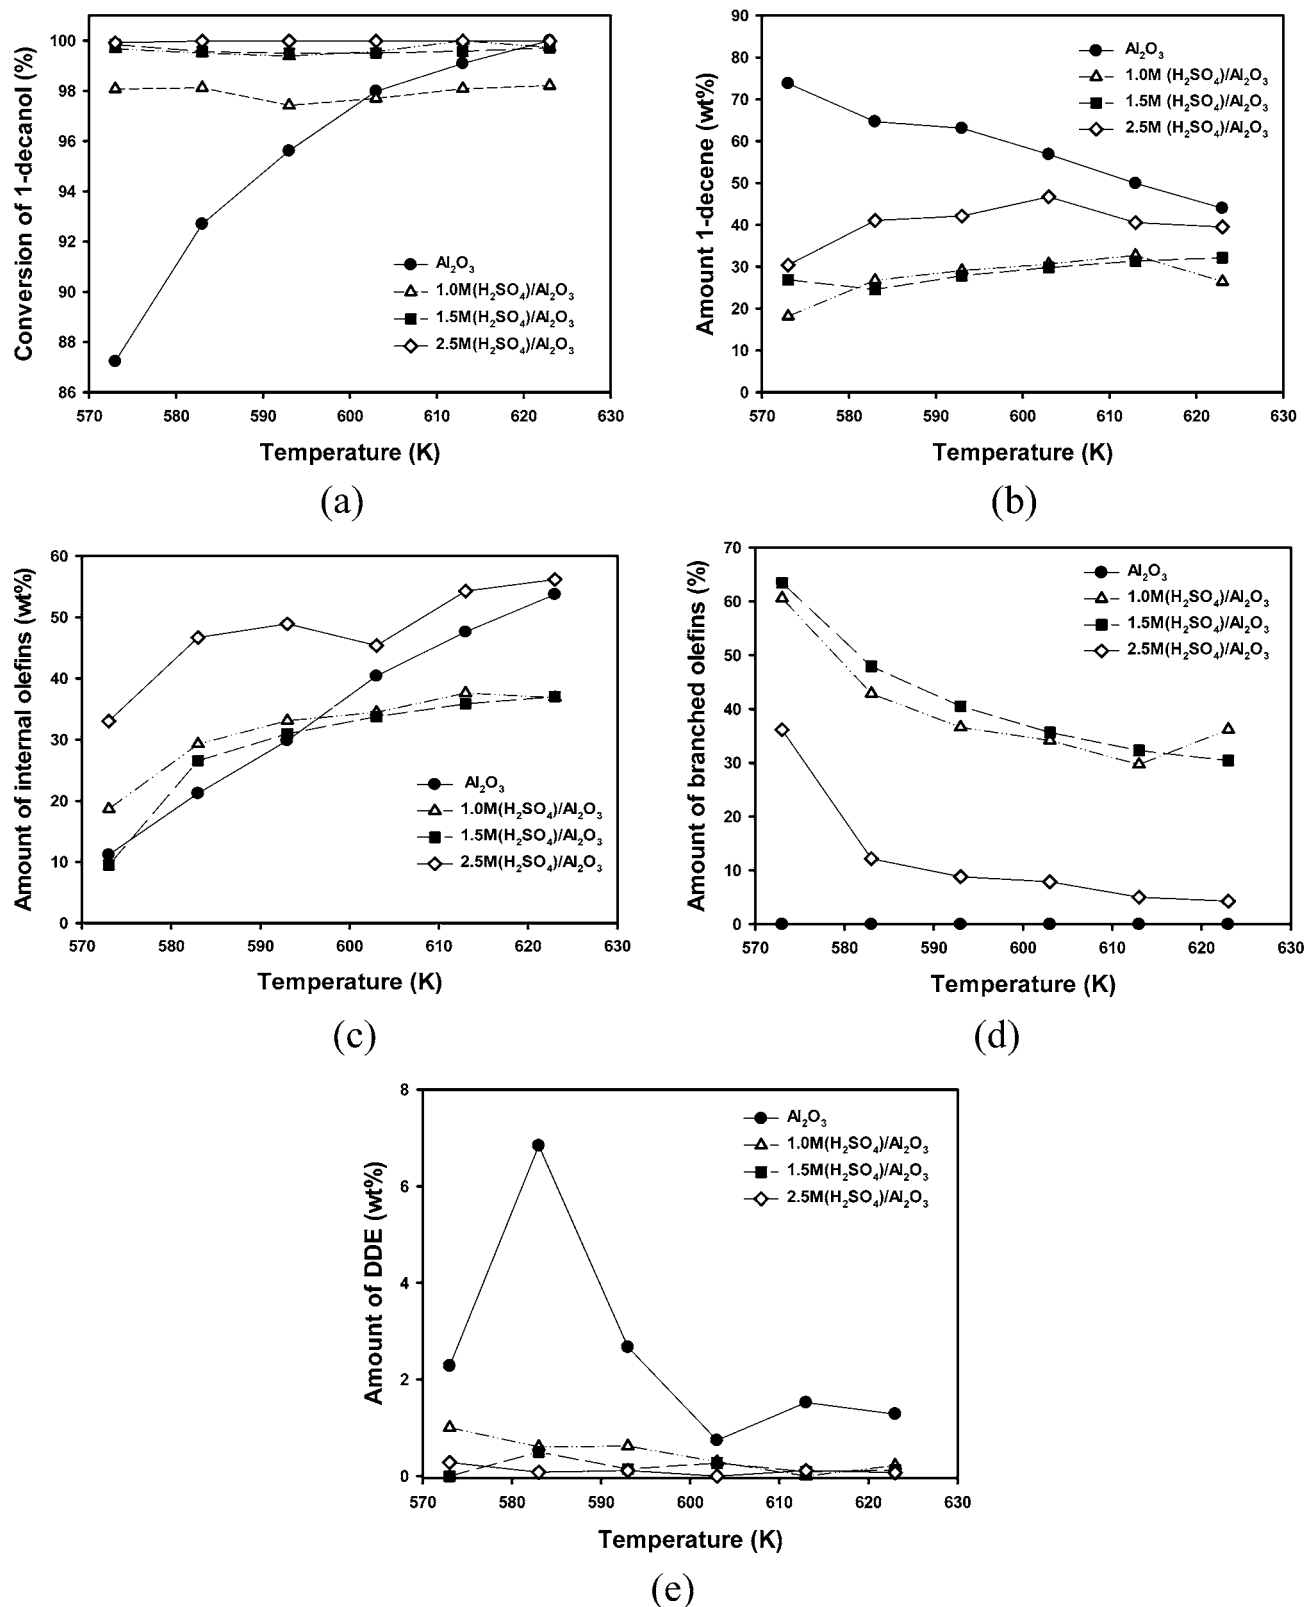 Conversion of 1-decanol (%)
100
98
96
94
92
90
88
86
Al₂O₃
1.0M(H₂SO₄)/Al₂O₃
1.5M(H₂SO₄)/Al₂O₃
2.5M(H₂SO₄)/Al₂O₃
570 580 590 600 610 620 630
Temperature (K)
(a)
Amount 1-decene (wt%)
90
80
70
60
50
40
30
20
10
0
Al₂O₃
1.0M (H₂SO₄)/Al₂O₃
1.5M (H₂SO₄)/Al₂O₃
2.5M (H₂SO₄)/Al₂O₃
570 580 590 600 610 620 630
Temperature (K)
(b)
Amount of internal olefins (wt%)
60
50
40
30
20
10
0
Al₂O₃
1.0M(H₂SO₄)/Al₂O₃
1.5M(H₂SO₄)/Al₂O₃
2.5M(H₂SO₄)/Al₂O₃
570 580 590 600 610 620 630
Temperature (K)
(c)
Amount of branched olefins (%)
70
60
50
40
30
20
10
0
Al₂O₃
1.0M(H₂SO₄)/Al₂O₃
1.5M(H₂SO₄)/Al₂O₃
2.5M(H₂SO₄)/Al₂O₃
570 580 590 600 610 620 630
Temperature (K)
(d)
Amount of DDE (wt%)
8
6
4
2
0
Al₂O₃
1.0M(H₂SO₄)/Al₂O₃
1.5M(H₂SO₄)/Al₂O₃
2.5M(H₂SO₄)/Al₂O₃
570 580 590 600 610 620 630
Temperature (K)
(e)